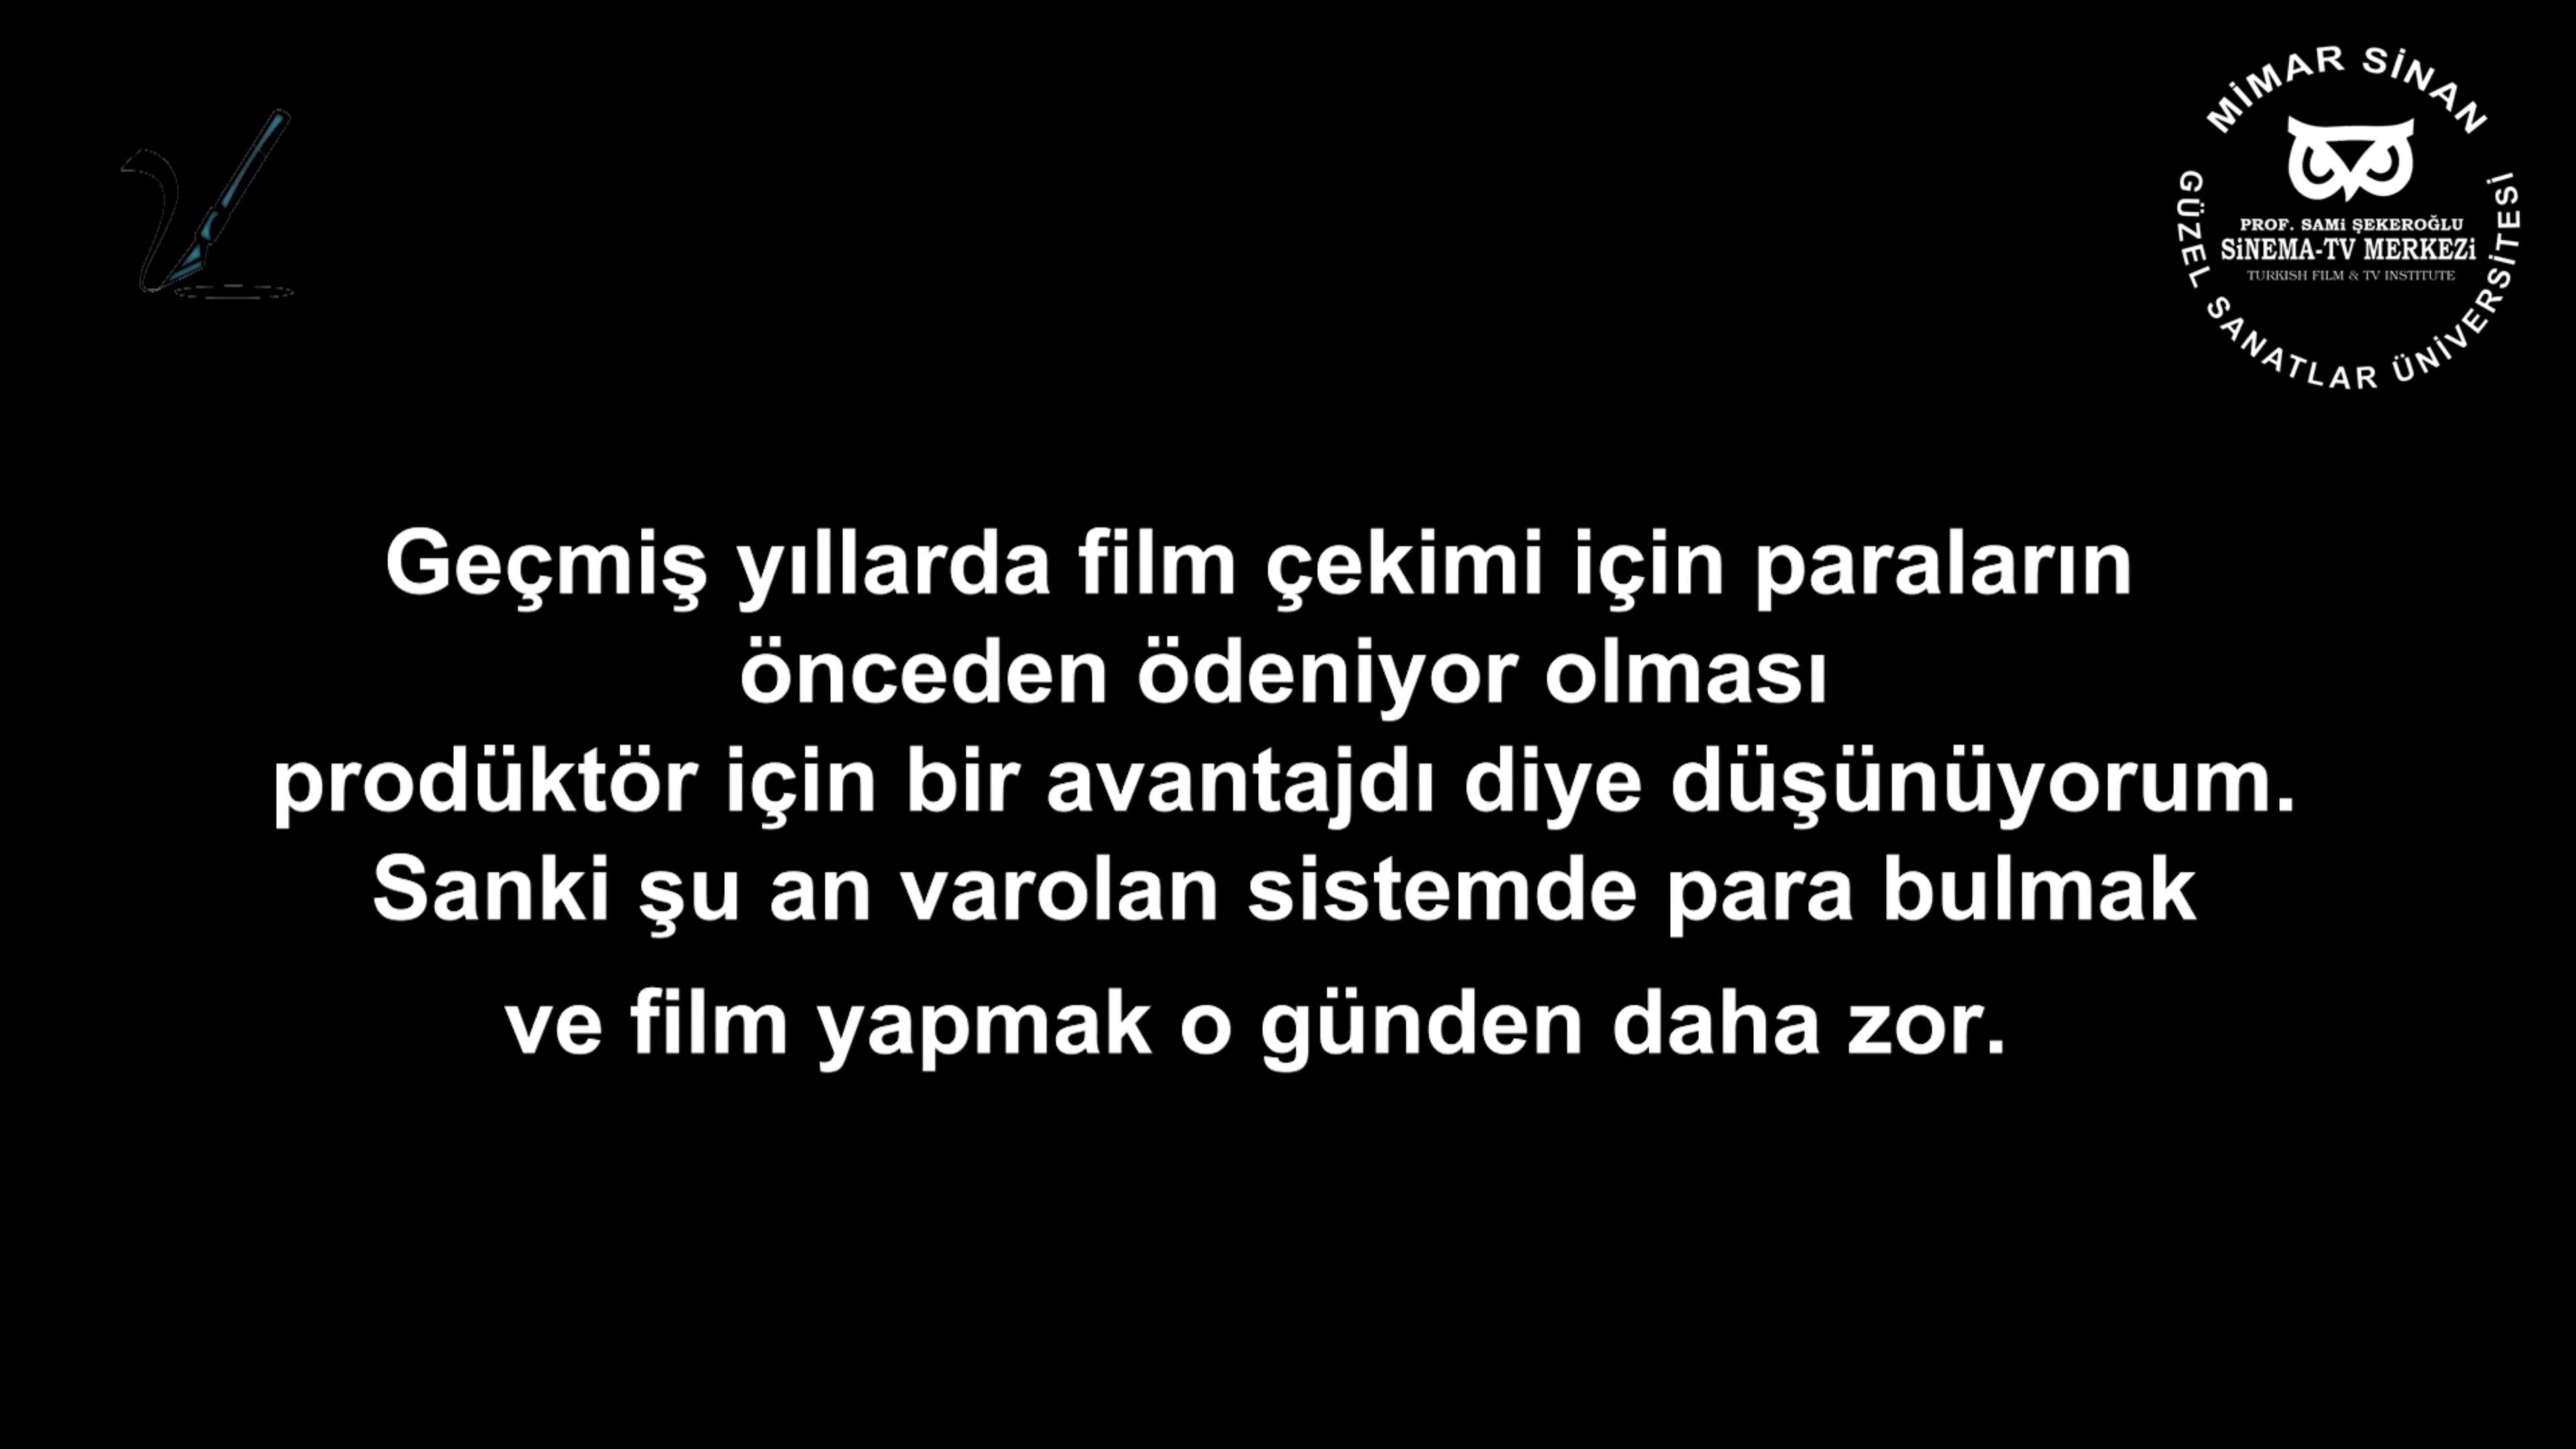 MİMAR SİNAN
GÜZEL SANATLAR ÜNİVERSİTESİ
PROF. SAMi ŞEKEROĞLU
SiNEMA-TV MERKEZi
TURKISH FILM & TV INSTITUTE
Geçmiş yıllarda film çekimi için paraların
önceden ödeniyor olması
prodüktör için bir avantajdı diye düşünüyorum.
Sanki şu an varolan sistemde para bulmak
ve film yapmak o günden daha zor.